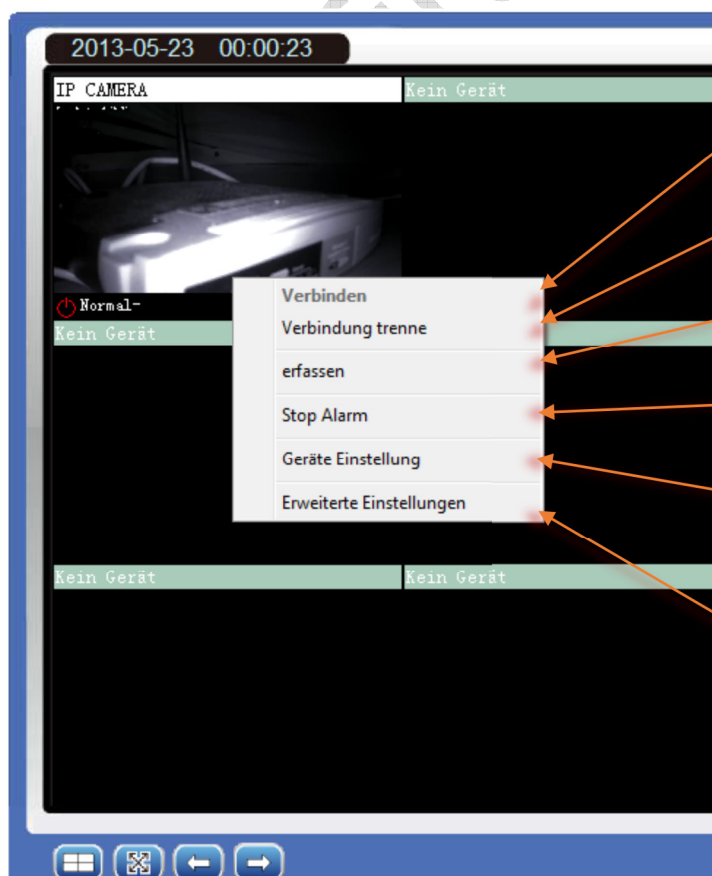 2013-05-23 00:00:23
IP CAMERA
Kein Gerät
Normal-
Kein Gerät
Verbinden
Verbindung trenne
erfassen
Stop Alarm
Geräte Einstellung
Erweiterte Einstellungen
Kein Gerät
Kein Gerät